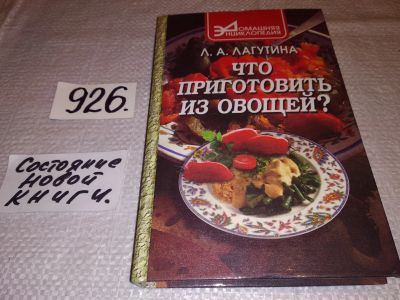 ДОМАШНЯЯ
ЭНЦИКЛОПЕДИЯ
Л. А. ЛАГУТИНА
ЧТО
ПРИГОТОВИТЬ
ИЗ ОВОЩЕЙ?
926.
Состояние
новой
книги.